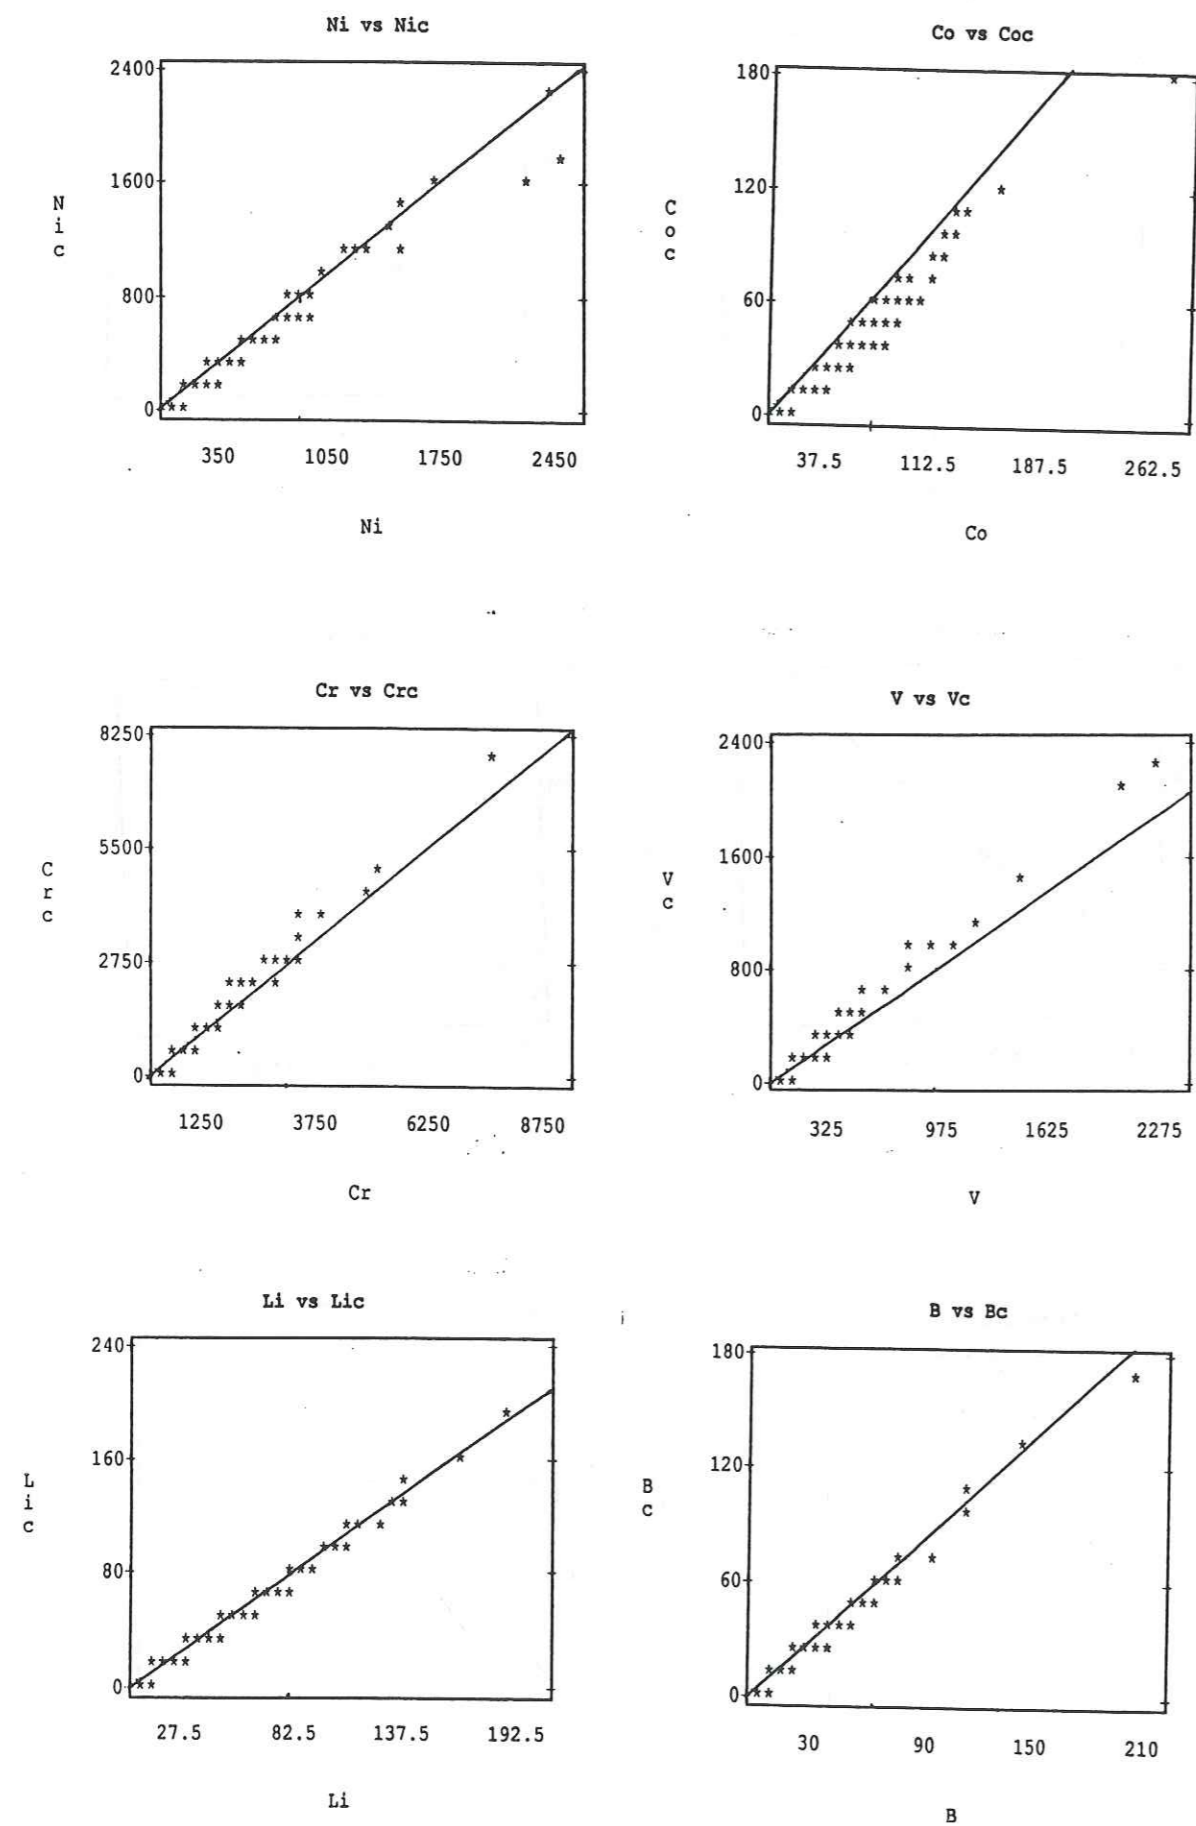 Ni vs Nic
2400
1600
800
0
N
i
c
350 1050 1750 2450
Ni
Co vs Coc
180
120
60
0
C
o
c
37.5 112.5 187.5 262.5
Co
Cr vs Crc
8250
5500
2750
0
C
r
c
1250 3750 6250 8750
Cr
V vs Vc
2400
1600
800
0
V
c
325 975 1625 2275
V
Li vs Lic
240
160
80
0
L
i
c
27.5 82.5 137.5 192.5
Li
B vs Bc
180
120
60
0
B
c
30 90 150 210
B